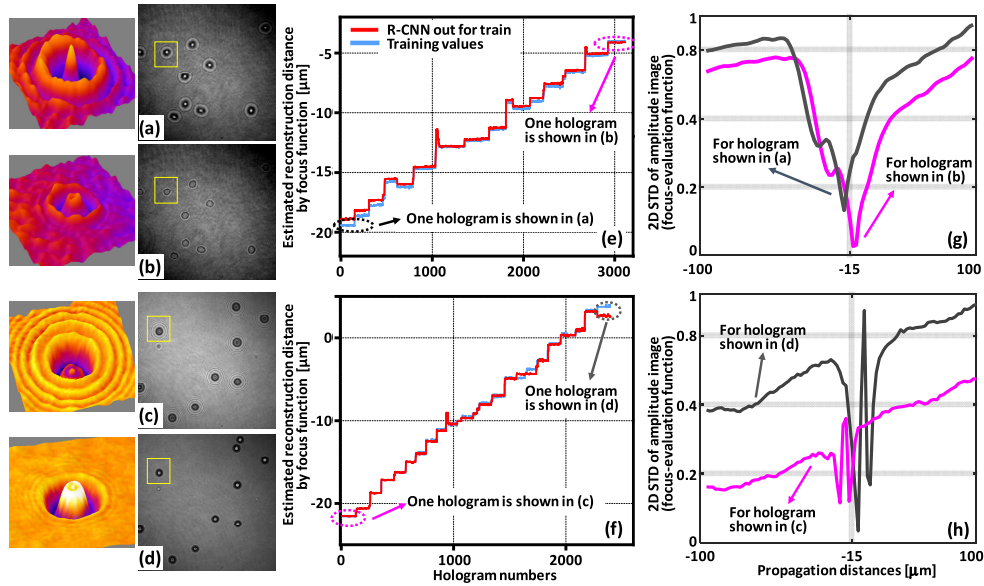 (a)
(b)
(c)
(d)
Estimated reconstruction distance
by focus function [μm]
-5
-10
-15
-20
R-CNN out for train
Training values
One hologram
is shown in (b)
One hologram is shown in (a)
(e)
0
1000
2000
3000
Estimated reconstruction distance
by focus function [μm]
0
-10
-20
One hologram
is shown in (d)
One hologram is shown in (c)
(f)
0
1000
2000
Hologram numbers
2D STD of amplitude image
(focus-evaluation function)
1
0.8
0.4
0.2
0
For hologram
shown in (a)
For hologram
shown in (b)
(g)
-100
-15
100
2D STD of amplitude image
(focus-evaluation function)
1
0.8
0.4
0.2
0
For hologram
shown in (d)
For hologram
shown in (c)
(h)
-100
-15
100
Propagation distances [μm]